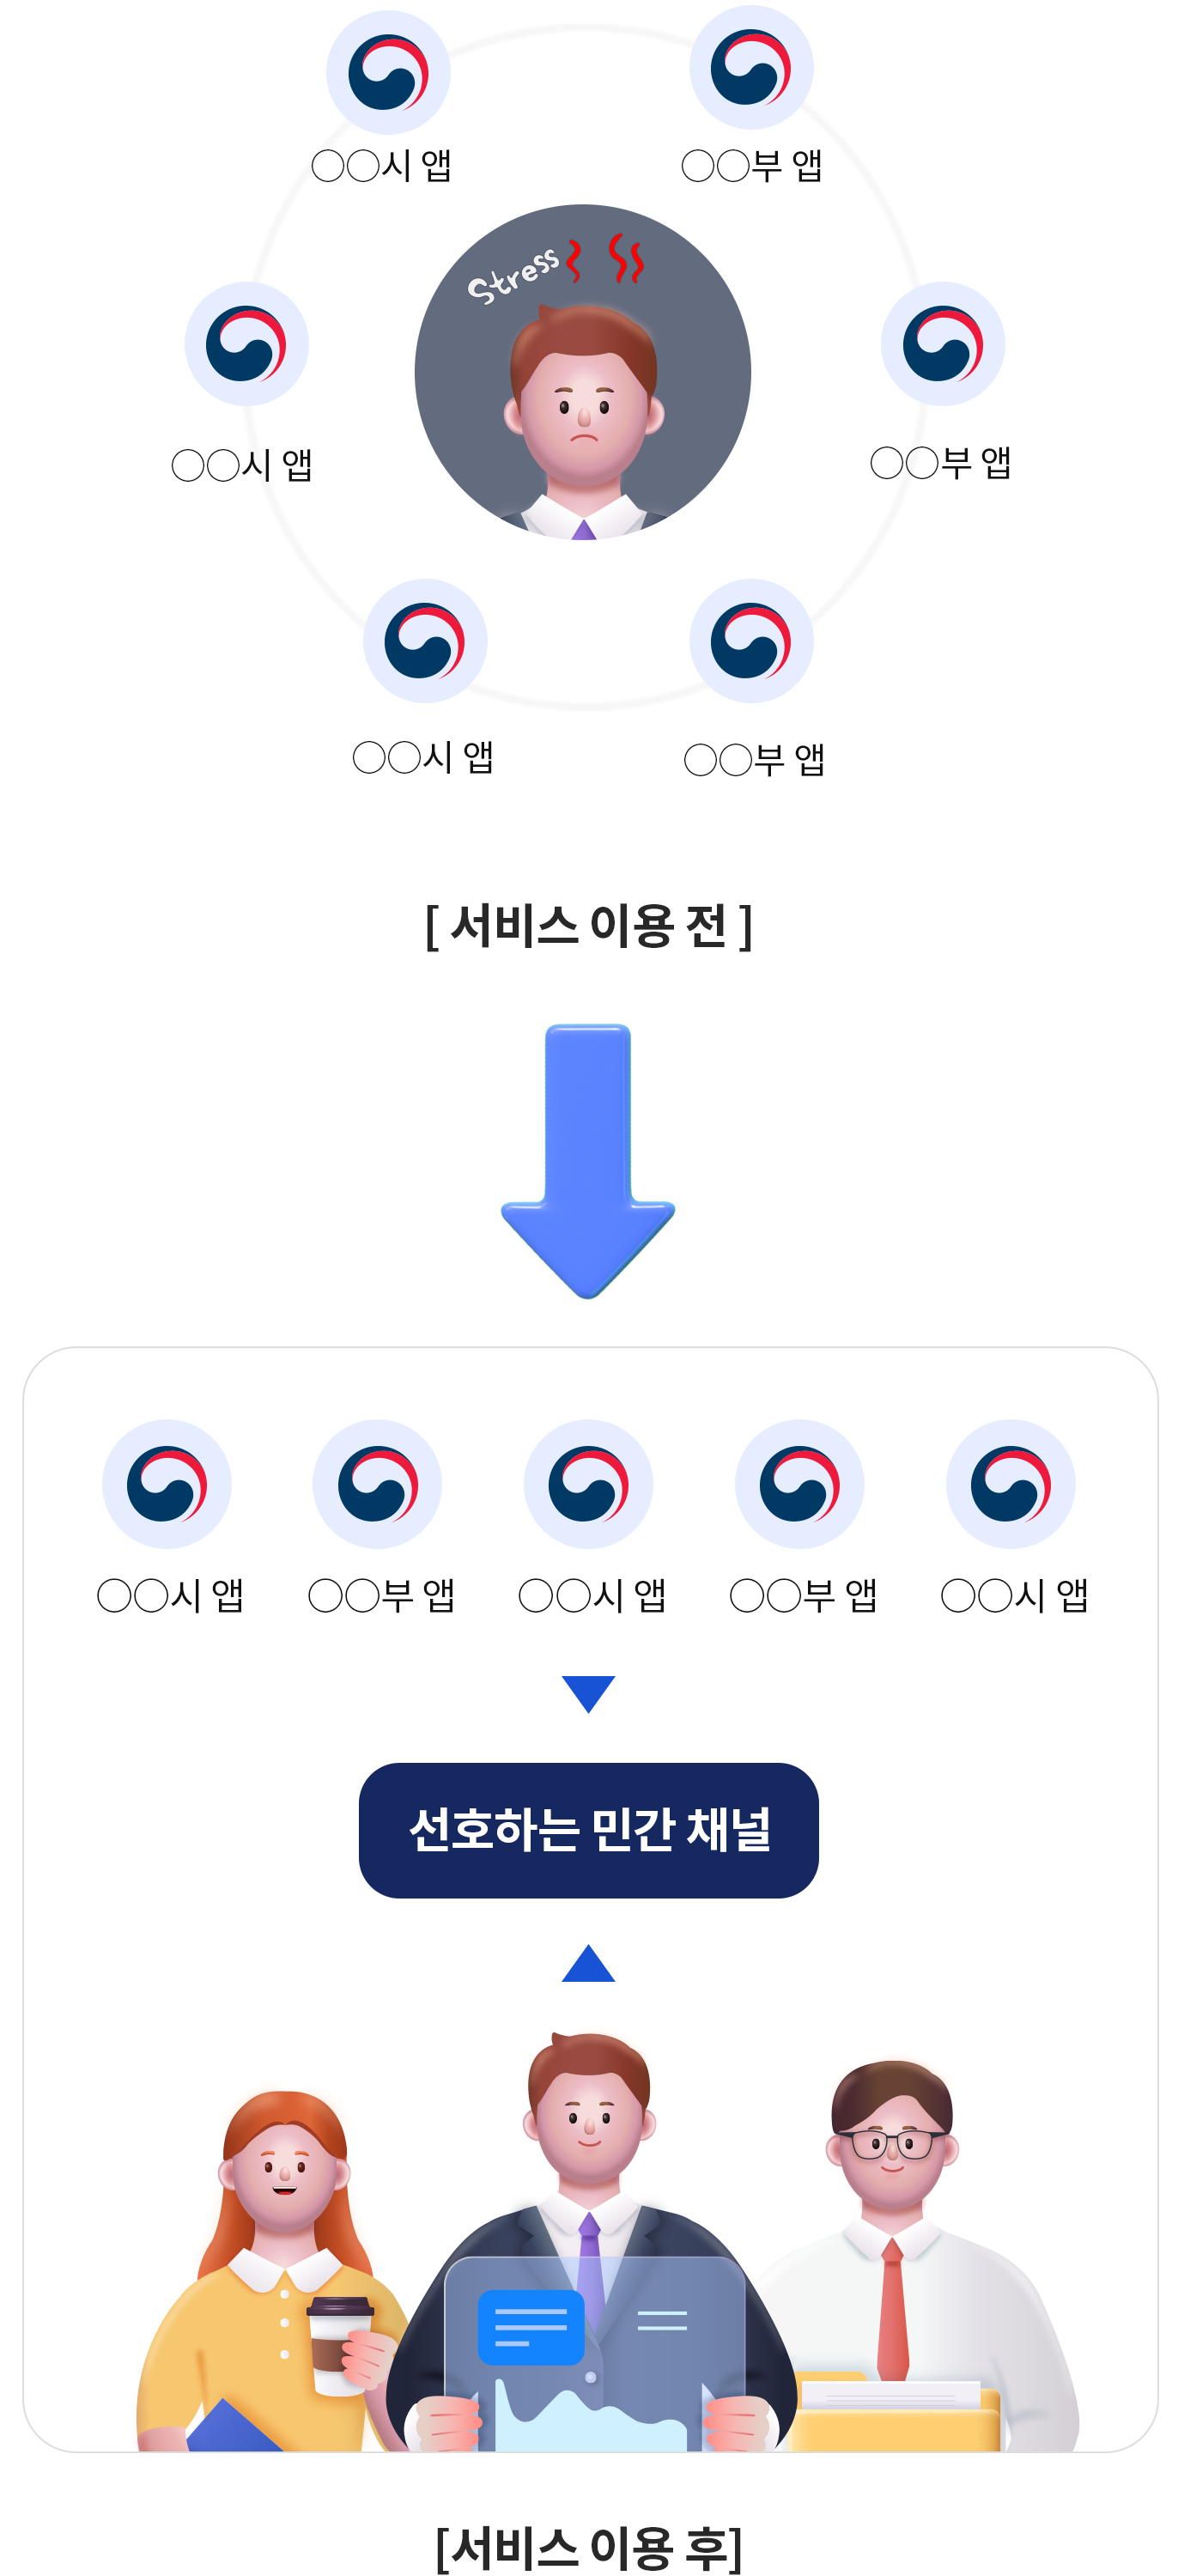 ○○시 앱
○○부 앱
Stress
○○시 앱
○○부 앱
○○시 앱
○○부 앱
[ 서비스 이용 전 ]
○○시 앱
○○부 앱
○○시 앱
○○부 앱
○○시 앱
선호하는 민간 채널
[서비스 이용 후]